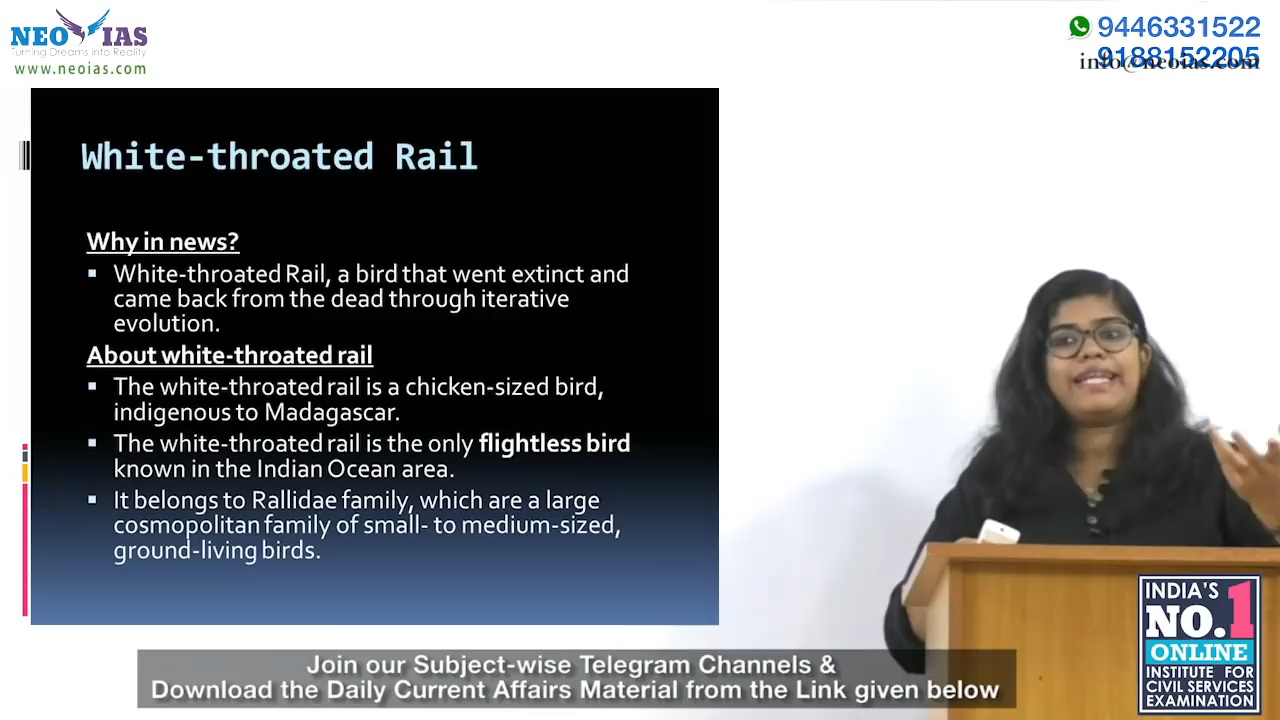 NEO IAS
Turning Dreams into Reality
www.neoias.com
9446331522
9188152205
info@neoias.com
White-throated Rail
Why in news?
▪ White-throated Rail, a bird that went extinct and
came back from the dead through iterative
evolution.
About white-throated rail
▪ The white-throated rail is a chicken-sized bird,
indigenous to Madagascar.
▪ The white-throated rail is the only flightless bird
known in the Indian Ocean area.
▪ It belongs to Rallidae family, which are a large
cosmopolitan family of small- to medium-sized,
ground-living birds.
INDIA'S
NO.1
ONLINE
INSTITUTE FOR
CIVIL SERVICES
EXAMINATION
Join our Subject-wise Telegram Channels &
Download the Daily Current Affairs Material from the Link given below